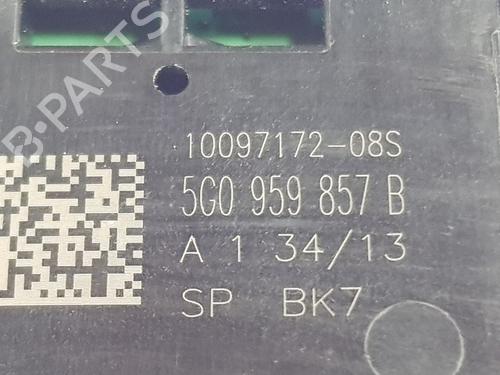 B-PARTS
10097172-08S
5G0 959 857 B
A 1 34/13
SP BK7